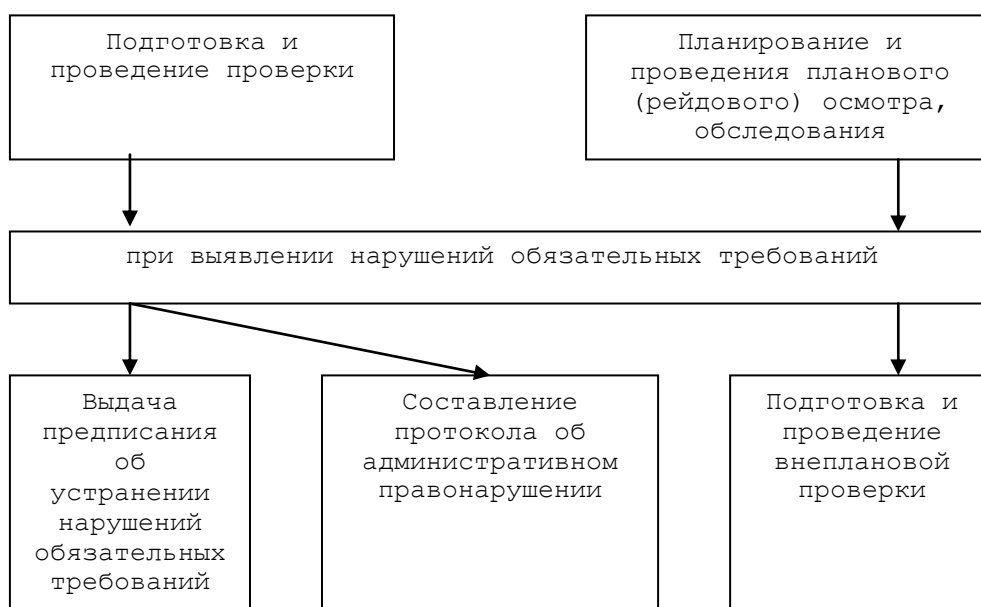 Подготовка и
проведение проверки
Планирование и
проведения планового
(рейдового) осмотра,
обследования
при выявлении нарушений обязательных требований
Выдача
предписания
об
устранении
нарушений
обязательных
требований
Составление
протокола об
административном
правонарушении
Подготовка и
проведение
внеплановой
проверки